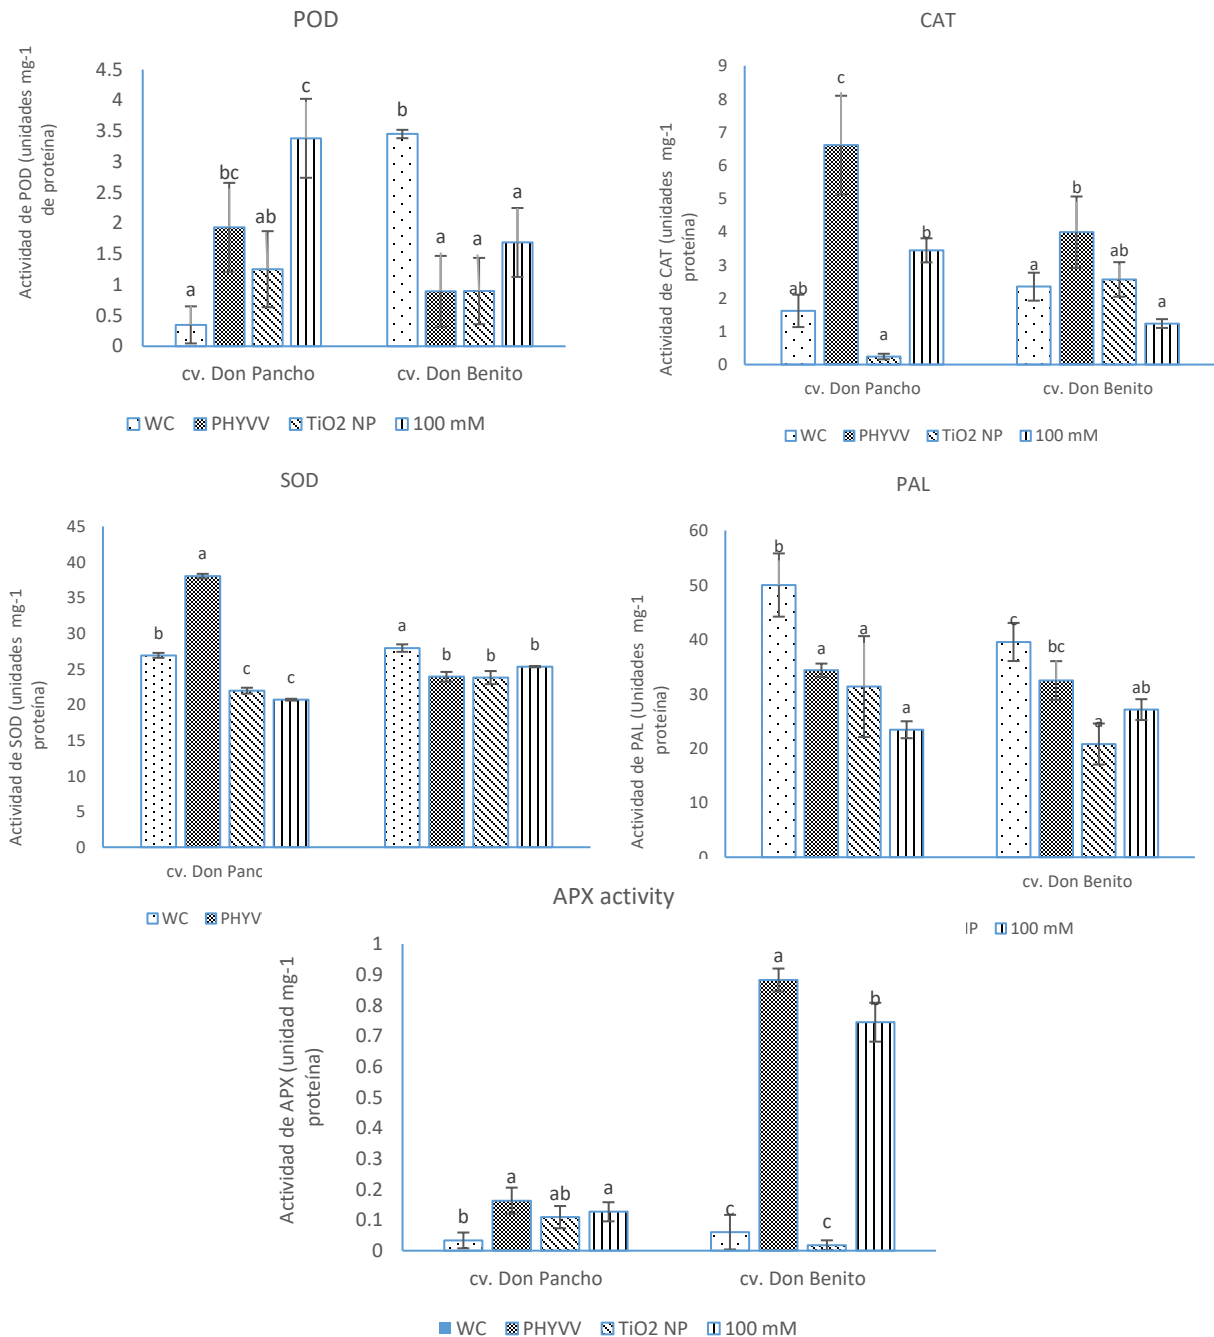 POD
Actividad de POD (unidades mg-1
de proteína)
4.5
4
3.5
3
2.5
2
1.5
1
0.5
0
a
bc
ab
c
b
a
a
a
cv. Don Pancho
cv. Don Benito
WC
PHYVV
TiO2 NP
100 mM
CAT
Actividad de CAT (unidades mg-1
proteína)
9
8
7
6
5
4
3
2
1
0
ab
c
a
b
a
b
ab
a
cv. Don Pancho
cv. Don Benito
WC
PHYVV
TiO2 NP
100 mM
SOD
Actividad de SOD (unidades mg-1
proteína)
45
40
35
30
25
20
15
10
5
0
b
a
c
c
a
b
b
b
cv. Don Panc
WC
PHYV
PAL
Actividad de PAL (Unidades mg-1
proteína)
60
50
40
30
20
10
0
b
a
a
a
c
bc
a
ab
cv. Don Benito
IP
100 mM
APX activity
Actividad de APX (unidad mg-1
proteína)
1
0.9
0.8
0.7
0.6
0.5
0.4
0.3
0.2
0.1
0
b
a
ab
a
c
a
c
b
cv. Don Pancho
cv. Don Benito
WC
PHYVV
TiO2 NP
100 mM